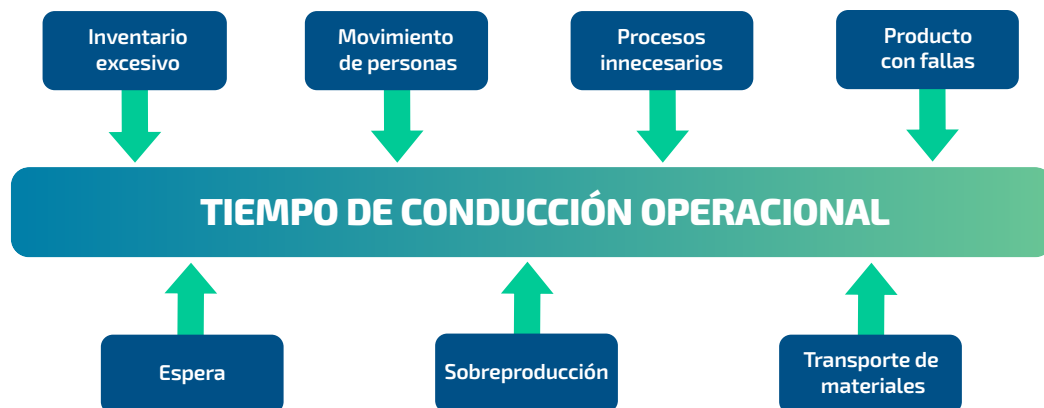 Inventario
excesivo
Movimiento
de personas
Procesos
innecesarios
Producto
con fallas
TIEMPO DE CONDUCCIÓN OPERACIONAL
Espera
Sobreproducción
Transporte de
materiales